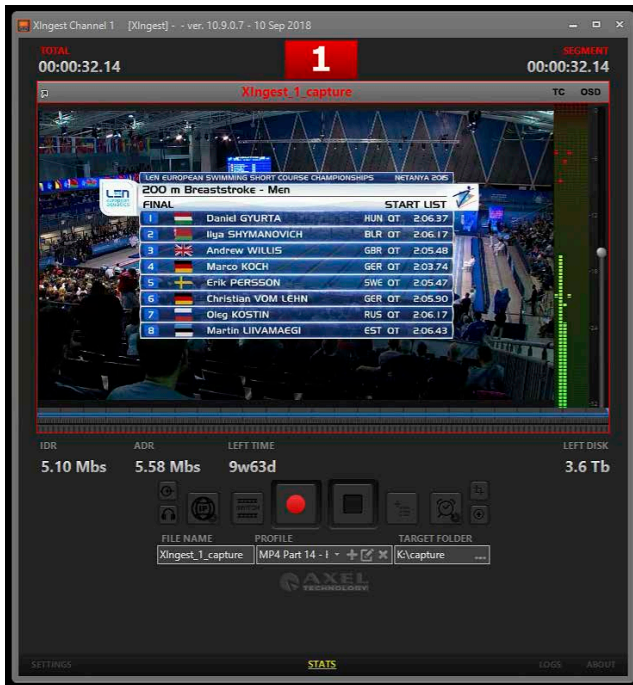 XIngest Channel 1 [XIngest] - - ver. 10.9.0.7 - 10 Sep 2018
TOTAL
00:00:32.14
1
SEGMENT
00:00:32.14
XIngest_1_capture
TC OSD
LEN EUROPEAN SWIMMING SHORT COURSE CHAMPIONSHIPS NETANYA 2015
LEN
200 m Breaststroke - Men
FINAL START LIST
1 Daniel GYURTA HUN QT 2:06.37
2 Ilya SHYMANOVICH BLR QT 2:06.17
3 Andrew WILLIS GBR QT 2:05.48
4 Marco KOCH GER QT 2:03.74
5 Erik PERSSON SWE QT 2:05.47
6 Christian VOM LEHN GER QT 2:05.90
7 Oleg KOSTIN RUS QT 2:06.17
8 Martin LIIVAMAEGI EST QT 2:06.43
IDR ADR LEFT TIME LEFT DISK
5.10 Mbs 5.58 Mbs 9w63d 3.6 Tb
IP
FILE NAME PROFILE TARGET FOLDER
XIngest_1_capture MP4 Part 14 - K:\capture ...
AXEL
TECHNOLOGY
SETTINGS STATS LOGS ABOUT